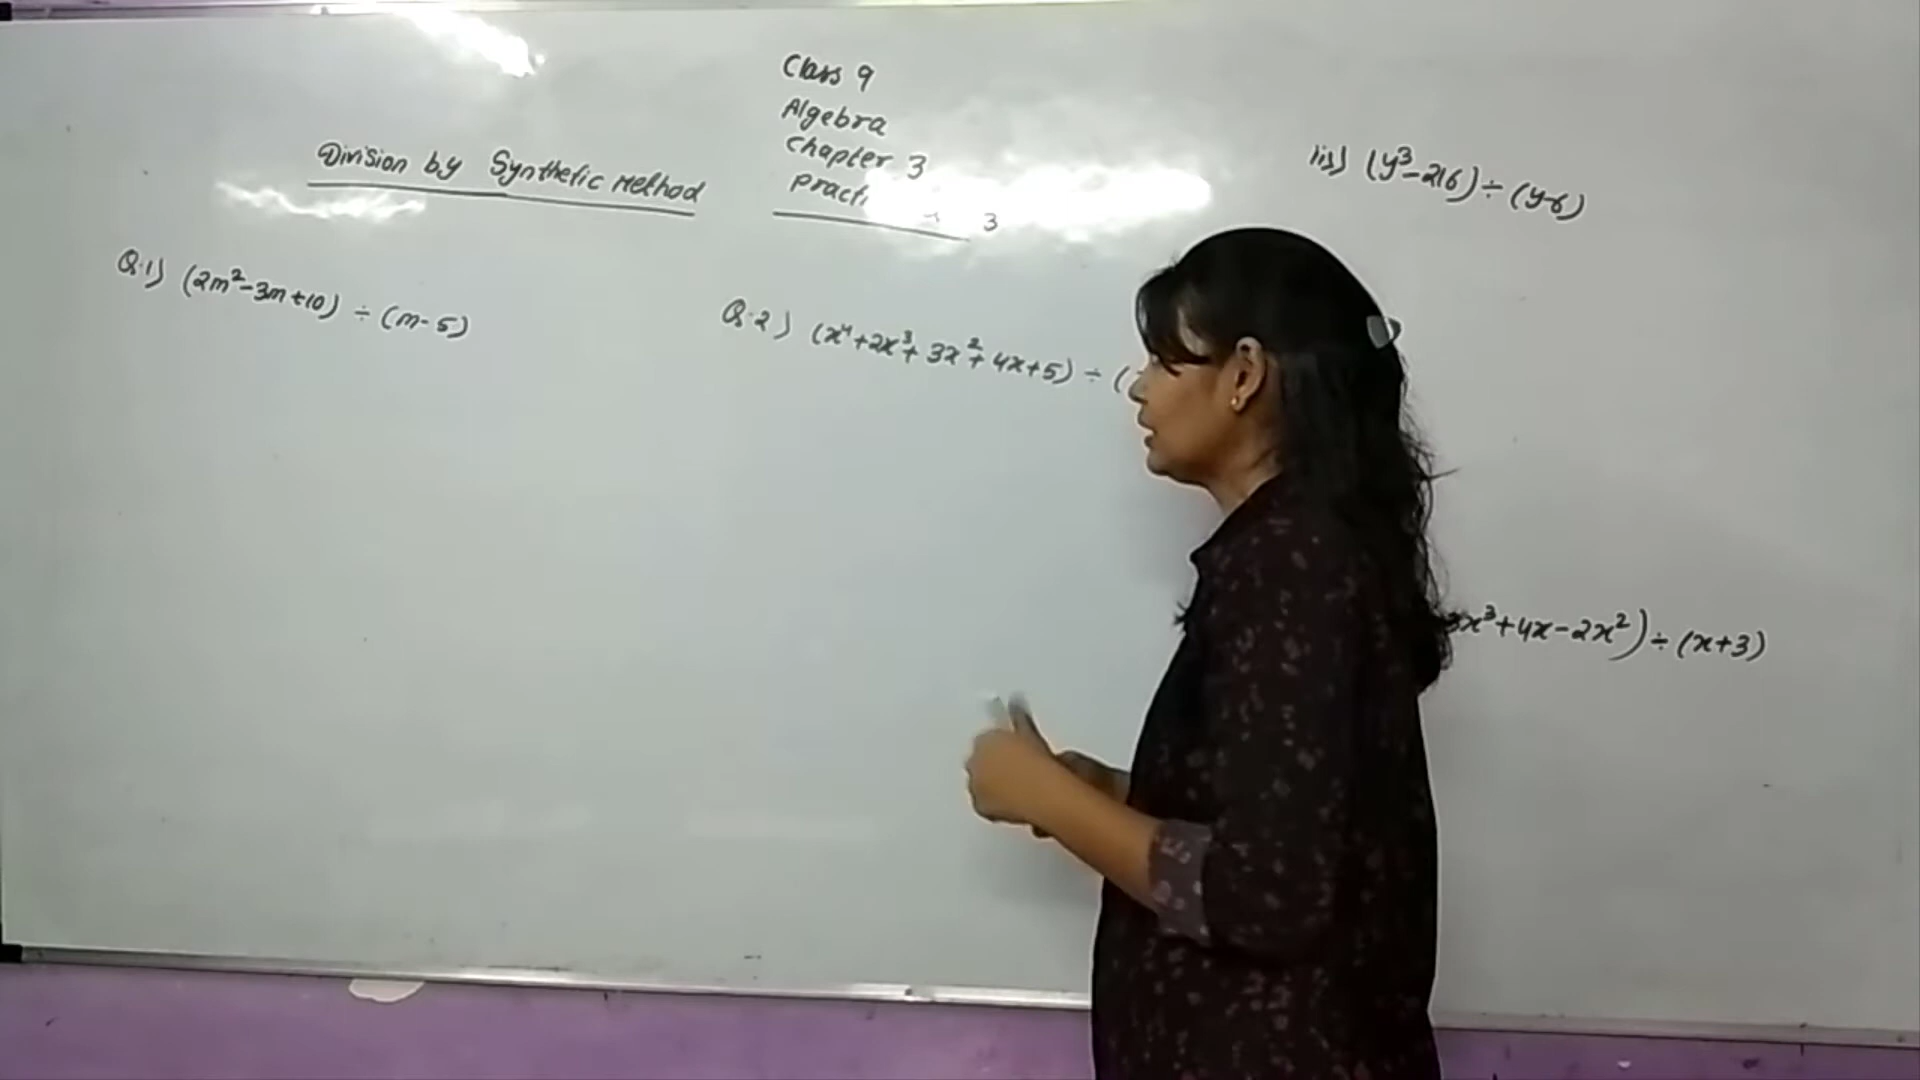 Class 9
Algebra
Chapter 3
3
Division by Synthetic Method
Q.1) (2m²-3m+10) ÷ (m-5)
Q.2) (x⁴+2x³+3x²+4x+5) ÷ (
iii) (y³-216) ÷ (y-6)
3x³+4x-2x²) ÷ (x+3)